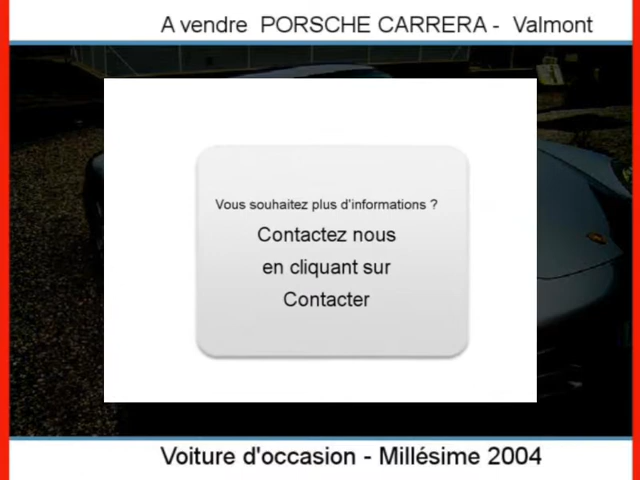 A vendre PORSCHE CARRERA - Valmont
Vous souhaitez plus d'informations ?
Contactez nous
en cliquant sur
Contacter
Voiture d'occasion - Millésime 2004